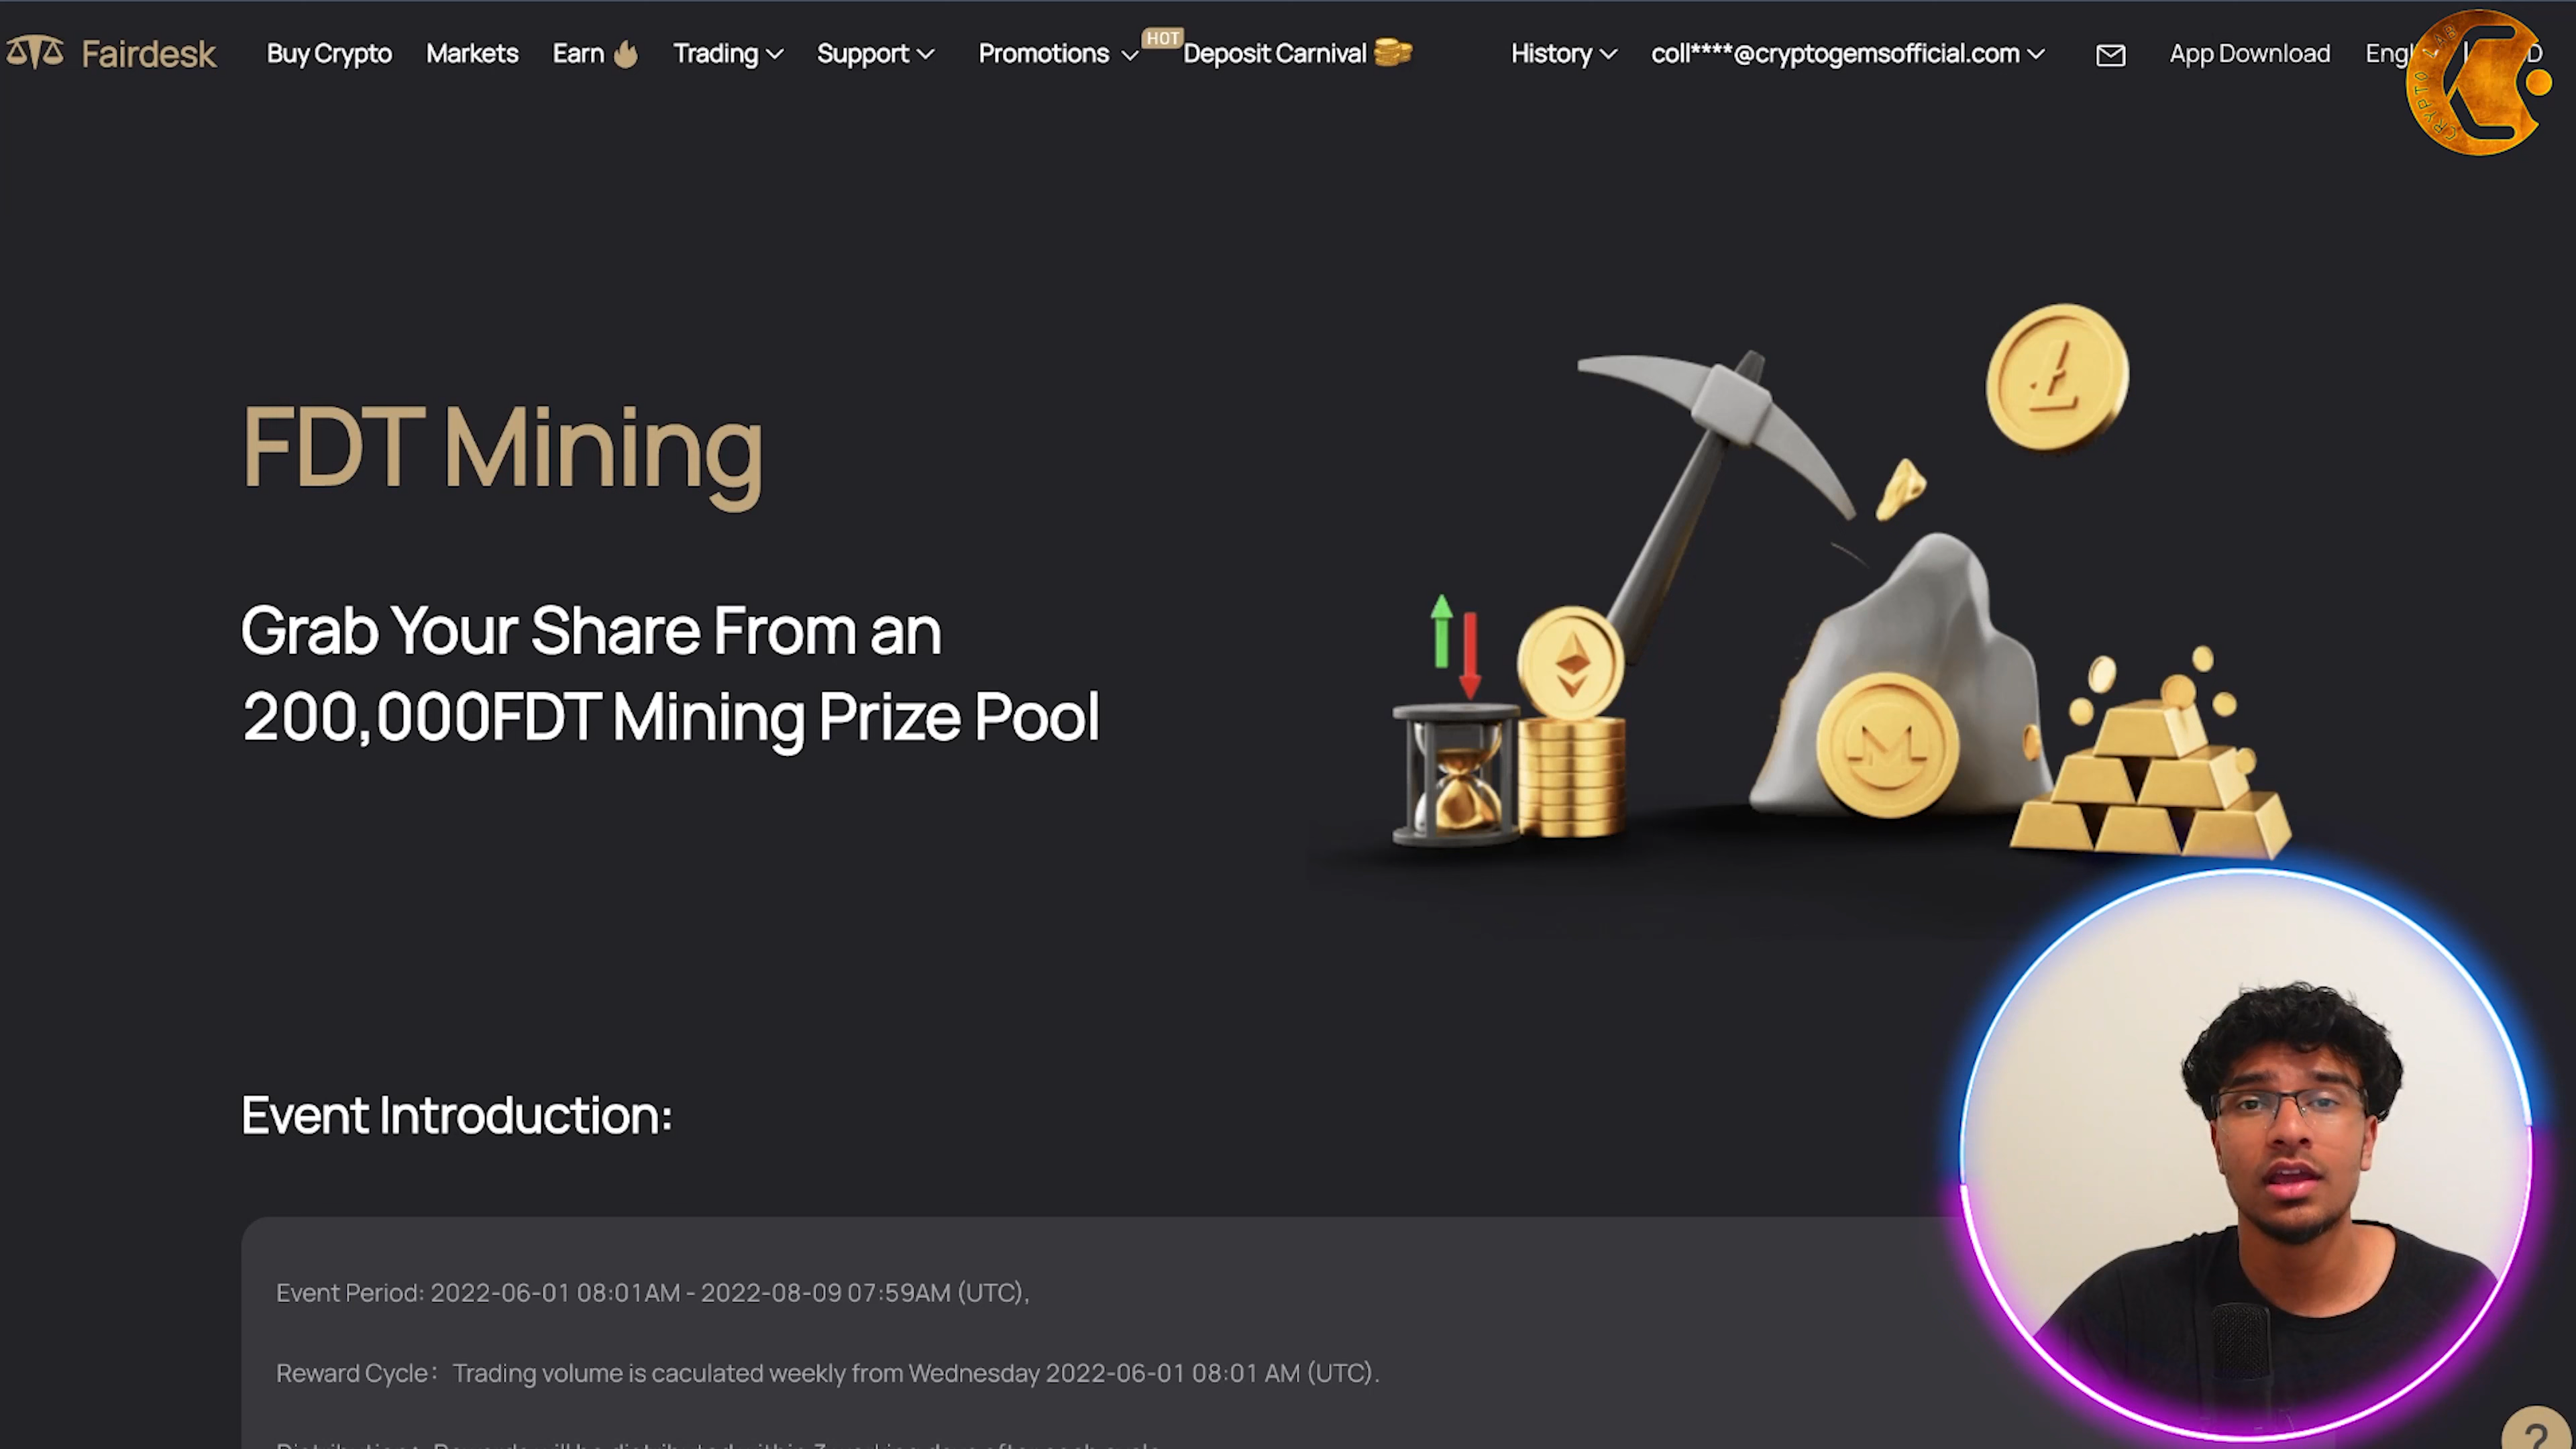 Fairdesk
Buy Crypto
Markets
Earn
Trading
Support
Promotions
HOT
Deposit Carnival
History
coll****@cryptogemsofficial.com
App Download
CRYPTO LAB
FDT Mining
Grab Your Share From an
200,000FDT Mining Prize Pool
Event Introduction:
Event Period: 2022-06-01 08:01AM - 2022-08-09 07:59AM (UTC),
Reward Cycle: Trading volume is caculated weekly from Wednesday 2022-06-01 08:01 AM (UTC).
?